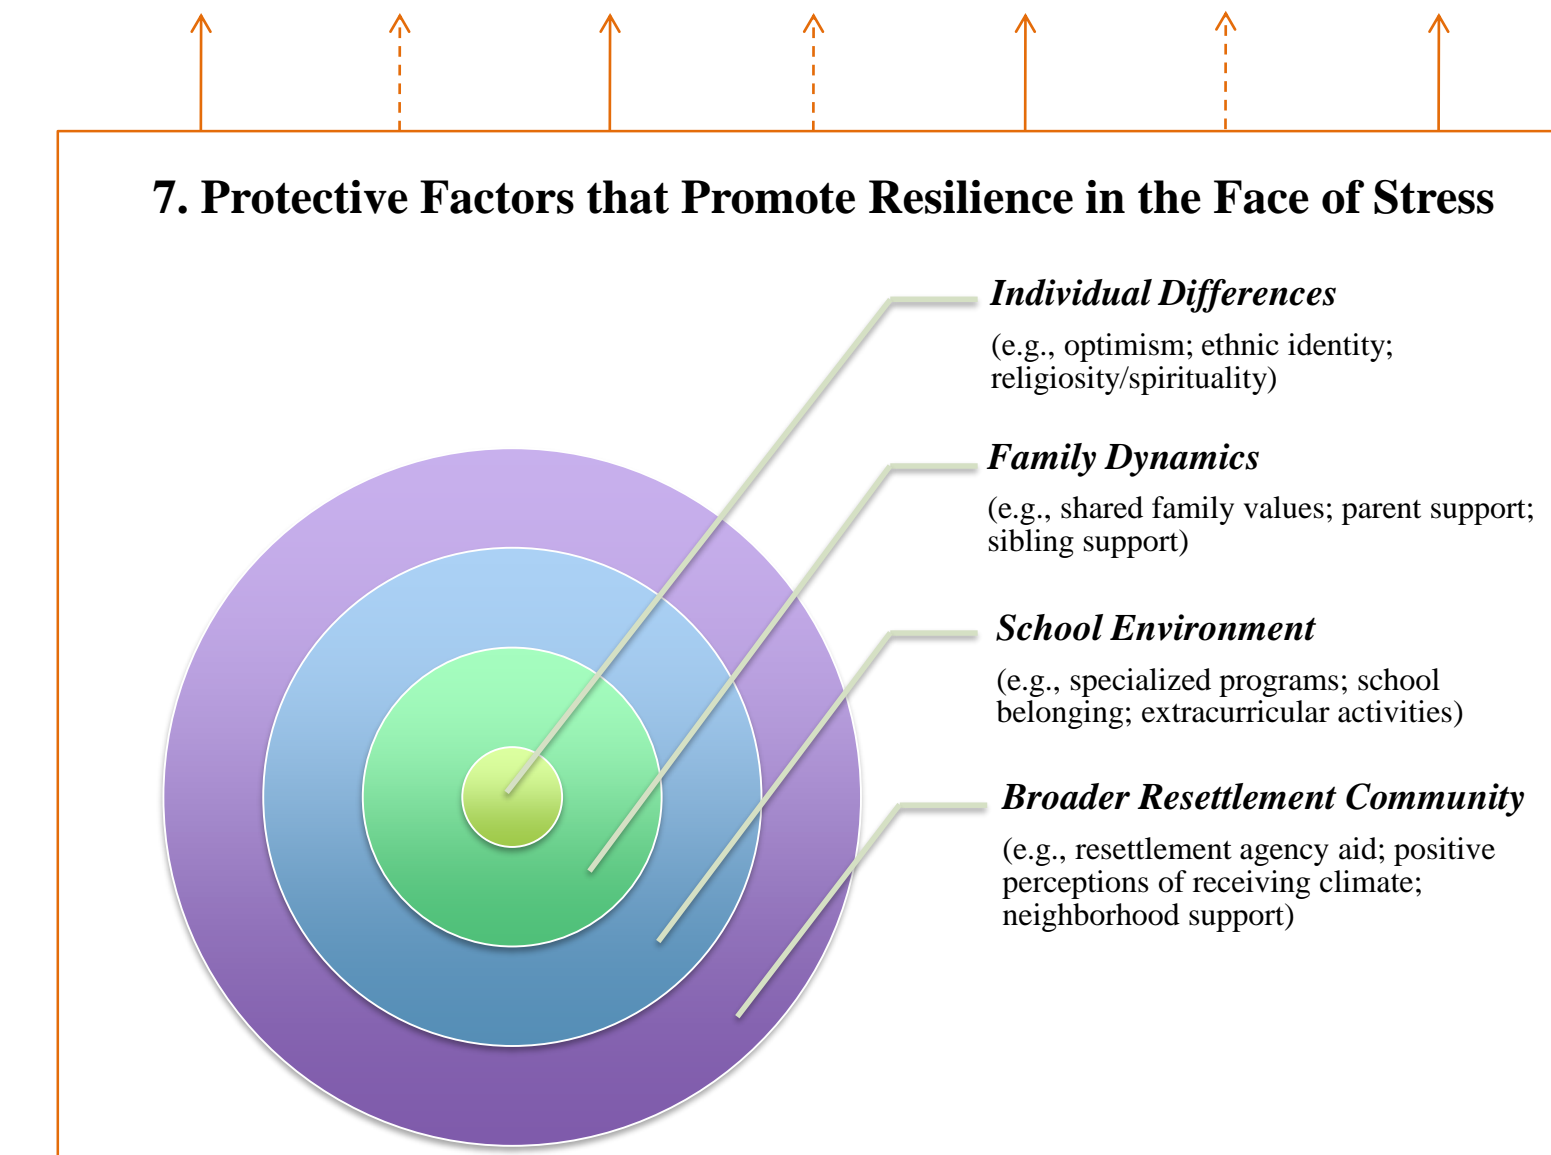 7. Protective Factors that Promote Resilience in the Face of Stress
Individual Differences
(e.g., optimism; ethnic identity;
religiosity/spirituality)
Family Dynamics
(e.g., shared family values; parent support;
sibling support)
School Environment
(e.g., specialized programs; school
belonging; extracurricular activities)
Broader Resettlement Community
(e.g., resettlement agency aid; positive
perceptions of receiving climate;
neighborhood support)